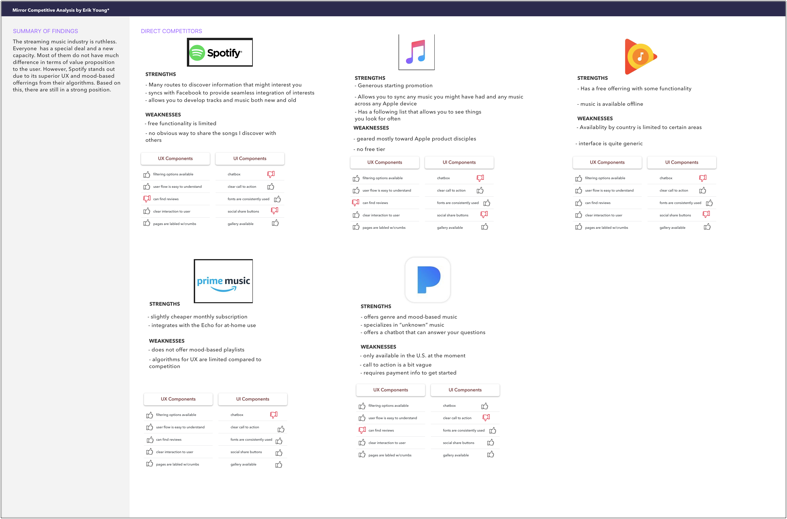 Mirror Competitive Analysis by Erik Young*
SUMMARY OF FINDINGS
The streaming music industry is ruthless.
Everyone has a special deal and a new
capacity. Most of them do not have much
difference in terms of value proposition
to the user. However, Spotify stands out
due to its superior UX and mood-based
offerrings from their algorithms. Based on
this, there are still in a strong position.
DIRECT COMPETITORS
Spotify
STRENGTHS
- Many routes to discover information that might interest you
- syncs with Facebook to provide seamless integration of interests
- allows you to develop tracks and music both new and old
WEAKNESSES
- free functionality is limited
- no obvious way to share the songs I discover with
others
UX Components
UI Components
filtering options available
chatbox
user flow is easy to understand
clear call to action
can find reviews
fonts are consistently used
clear interaction to user
social share buttons
pages are labled w/crumbs
gallery available
STRENGTHS
- Generous starting promotion
- Allows you to sync any music you might have had and any music
across any Apple device
- Has a following list that allows you to see things
you look for often
WEAKNESSES
- geared mostly toward Apple product disciples
- no free tier
UX Components
UI Components
filtering options available
chatbox
user flow is easy to understand
clear call to action
can find reviews
fonts are consistently used
clear interaction to user
social share buttons
pages are labled w/crumbs
gallery available
STRENGTHS
- Has a free offerring with some functionality
- music is available offline
WEAKNESSES
- Availablity by country is limited to certain areas
- interface is quite generic
UX Components
UI Components
filtering options available
chatbox
user flow is easy to understand
clear call to action
can find reviews
fonts are consistently used
clear interaction to user
social share buttons
pages are labled w/crumbs
gallery available
prime music
STRENGTHS
- slightly cheaper monthly subscription
- integrates with the Echo for at-home use
WEAKNESSES
- does not offer mood-based playlists
- algorithms for UX are limited compared to
competition
UX Components
UI Components
filtering options available
chatbox
user flow is easy to understand
clear call to action
can find reviews
fonts are consistently used
clear interaction to user
social share buttons
pages are labled w/crumbs
gallery available
STRENGTHS
- offers genre and mood-based music
- specializes in "unknown" music
- offers a chatbot that can answer your questions
WEAKNESSES
- only available in the U.S. at the moment
- call to action is a bit vague
- requires payment info to get started
UX Components
UI Components
filtering options available
chatbox
user flow is easy to understand
clear call to action
can find reviews
fonts are consistently used
clear interaction to user
social share buttons
pages are labled w/crumbs
gallery available